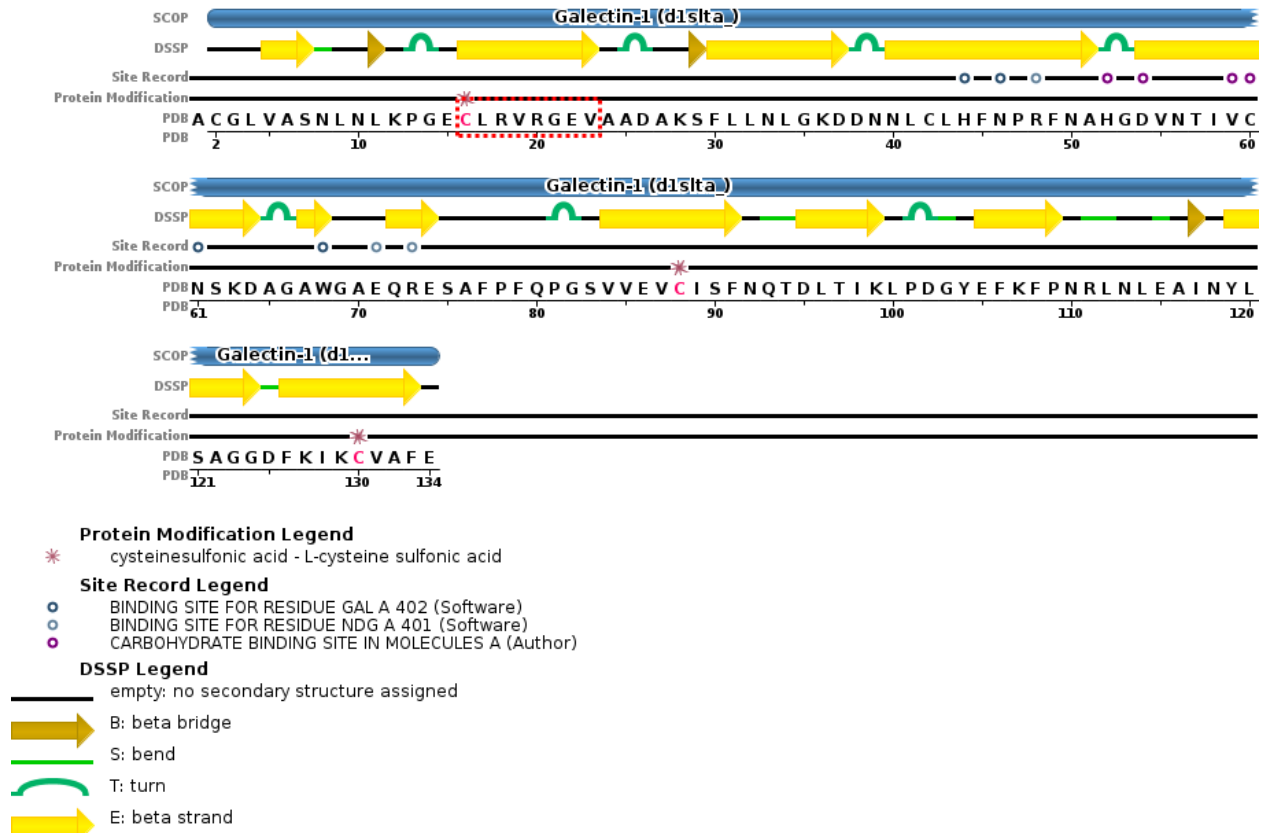 SCOP Galectin-1 (d1slta_)
DSSP
Site Record
Protein Modification
PDB A C G L V A S N L N L K P G E C L R V R G E V A A D A K S F L L N L G K D D N N L C L H F N P R F N A H G D V N T I V C
PDB 2 10 20 30 40 50 60
SCOP Galectin-1 (d1slta_)
DSSP
Site Record
Protein Modification
PDB N S K D A G A W G A E Q R E S A F P F Q P G S V V E V C I S F N Q T D L T I K L P D G Y E F K F P N R L N L E A I N Y L
PDB 61 70 80 90 100 110 120
SCOP Galectin-1 (d1...
DSSP
Site Record
Protein Modification
PDB S A G G D F K I K C V A F E
PDB 121 130 134
Protein Modification Legend
cysteinesulfonic acid - L-cysteine sulfonic acid
Site Record Legend
BINDING SITE FOR RESIDUE GAL A 402 (Software)
BINDING SITE FOR RESIDUE NDG A 401 (Software)
CARBOHYDRATE BINDING SITE IN MOLECULES A (Author)
DSSP Legend
empty: no secondary structure assigned
B: beta bridge
S: bend
T: turn
E: beta strand